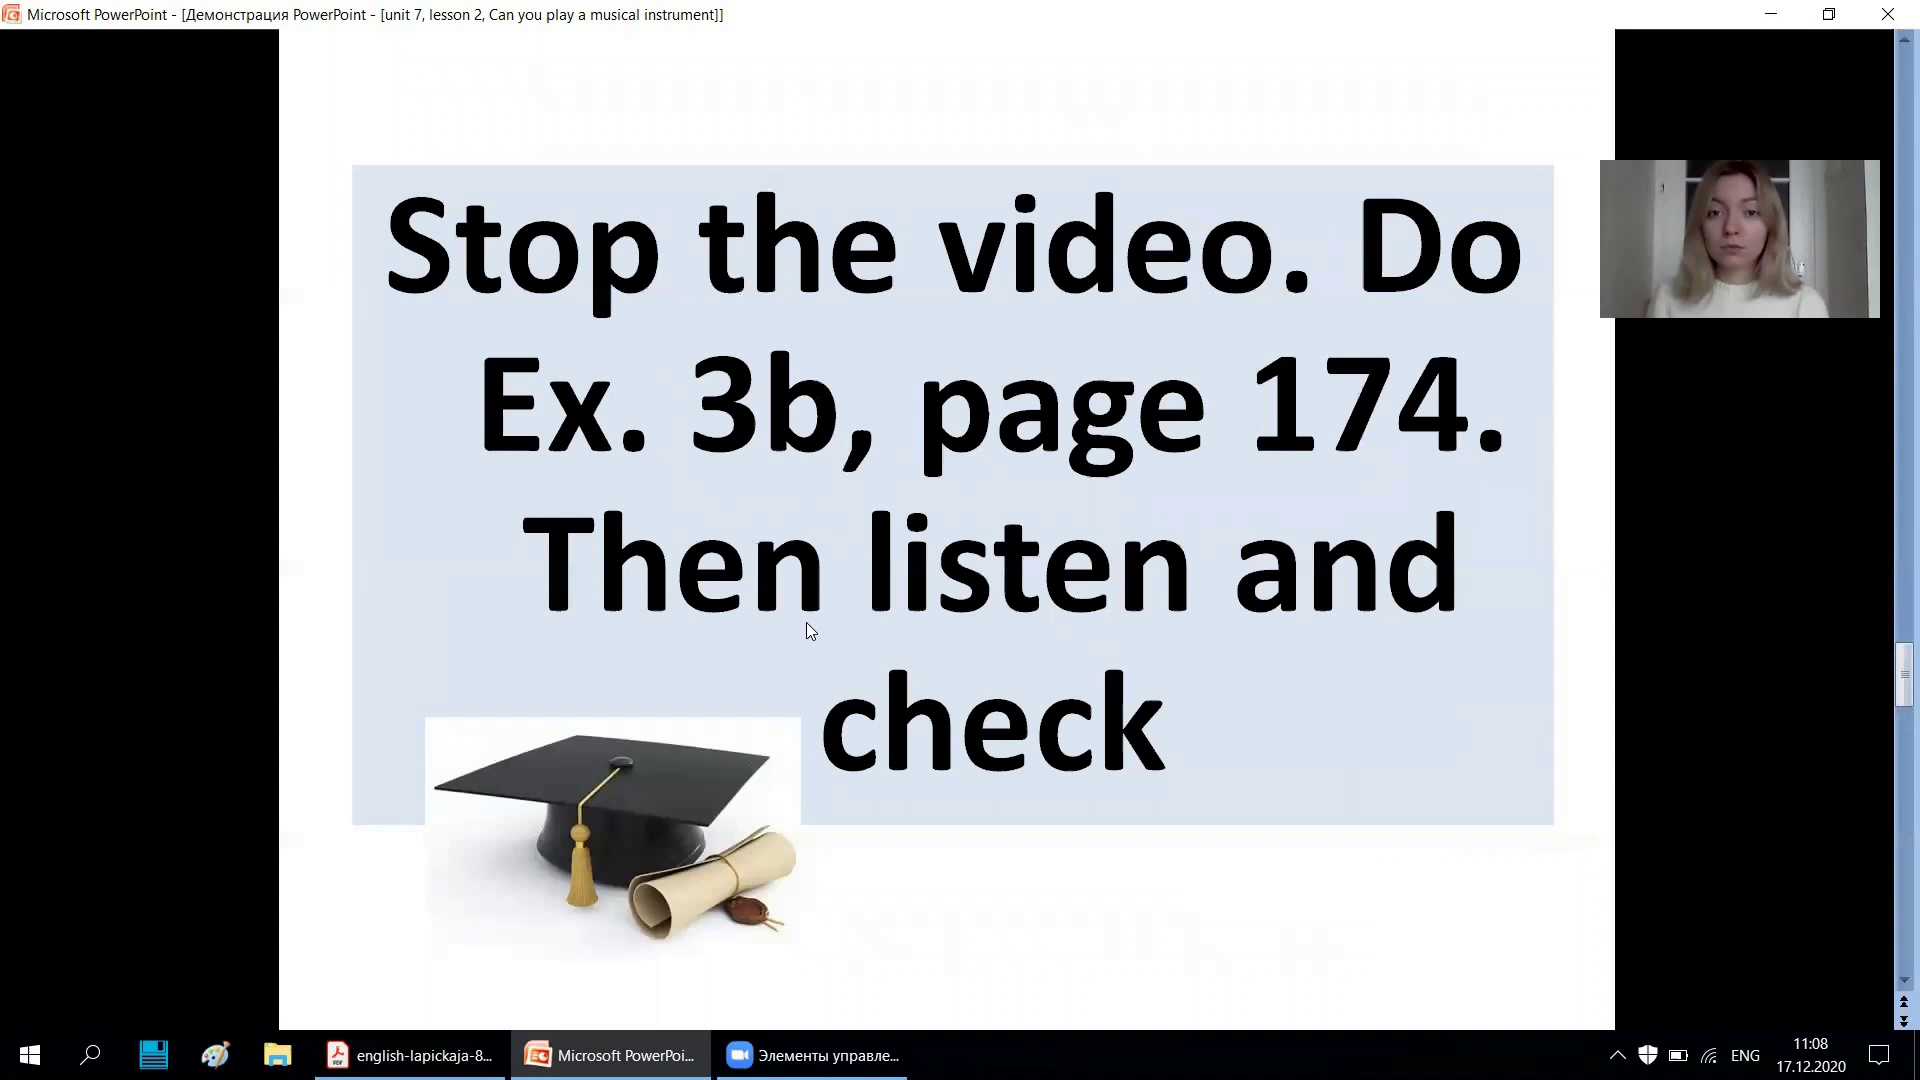 Microsoft PowerPoint - [Демонстрация PowerPoint - [unit 7, lesson 2, Can you play a musical instrument]]
Stop the video. Do
Ex. 3b, page 174.
Then listen and
check
english-lapickaja-8...
Microsoft PowerPoi...
Элементы управле...
ENG
11:08
17.12.2020